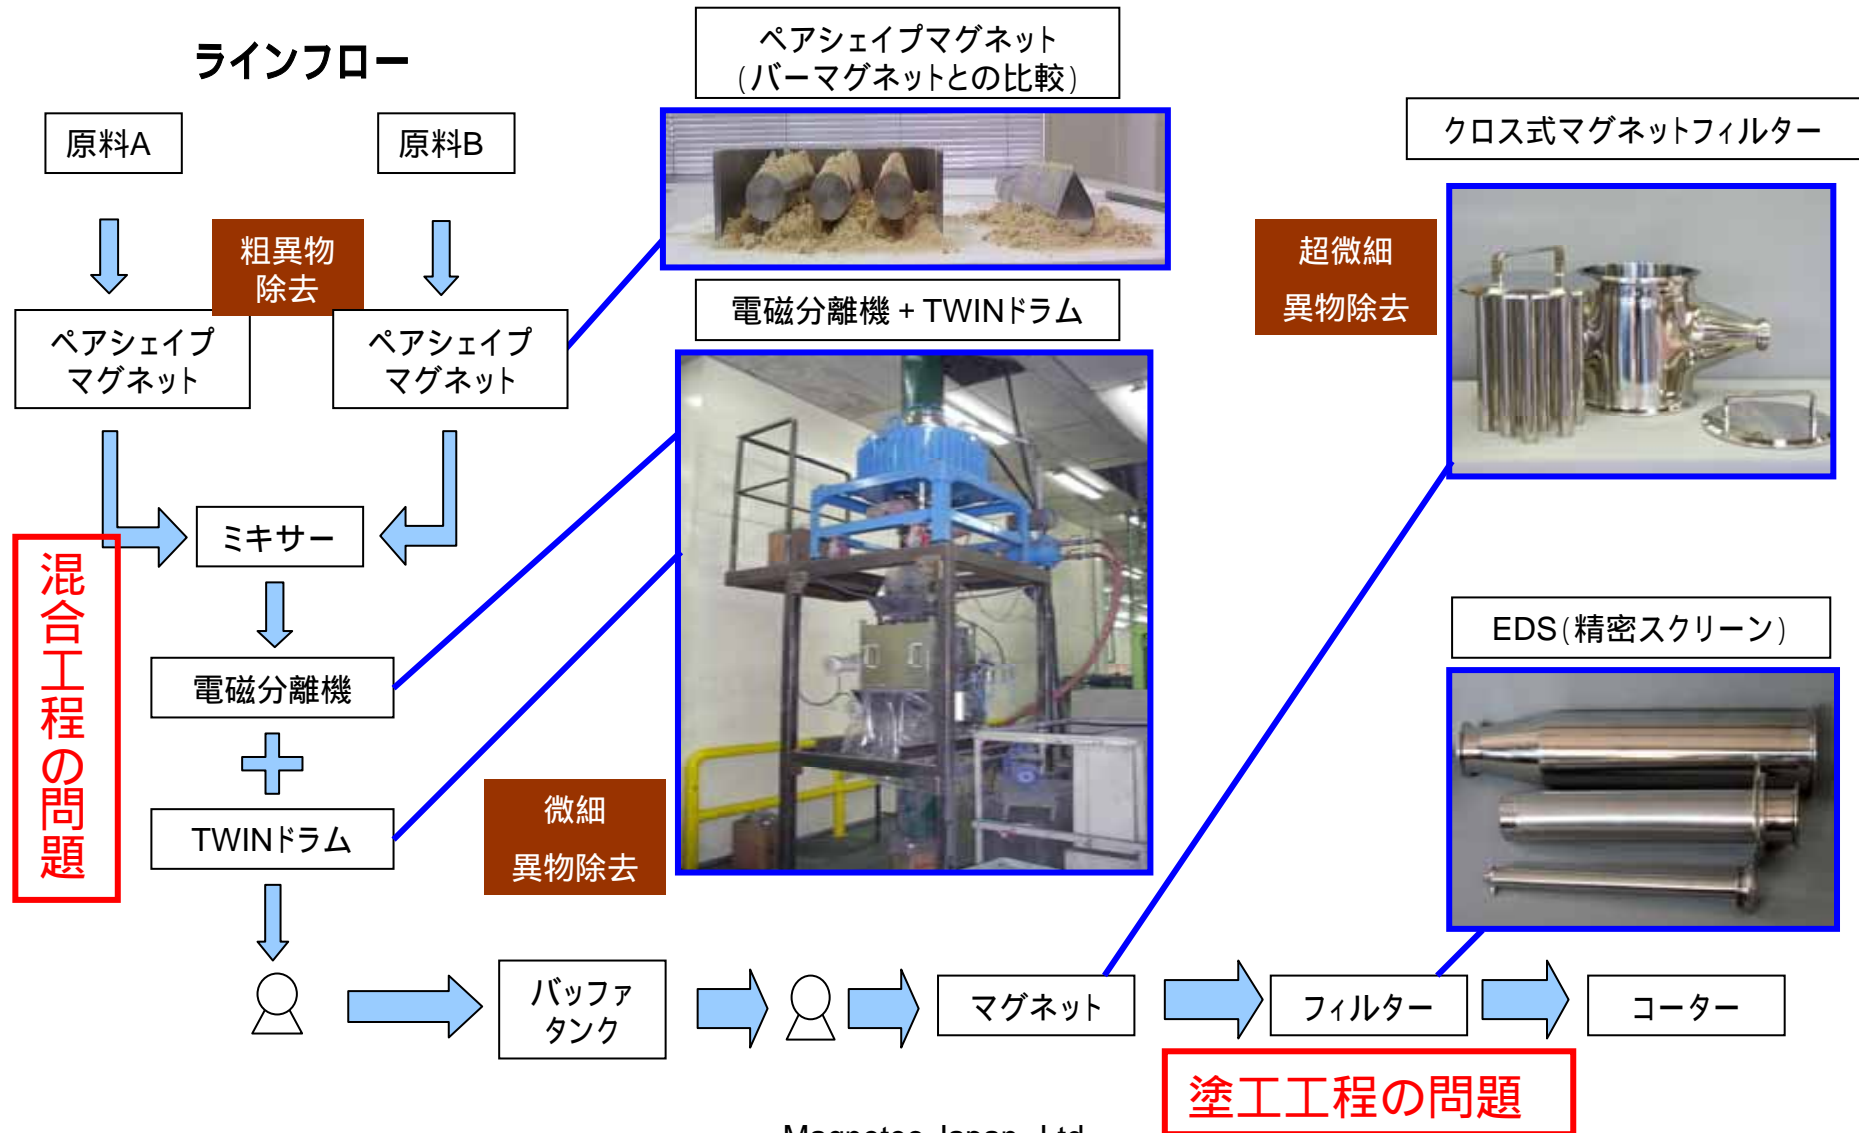 ラインフロー
原料A
原料B
粗異物
除去
ペアシェイプ
マグネット
ペアシェイプ
マグネット
ミキサー
混合工程の問題
電磁分離機
TWINドラム
ペアシェイプマグネット
(バーマグネットとの比較)
電磁分離機 + TWINドラム
微細
異物除去
クロス式マグネットフィルター
超微細
異物除去
EDS(精密スクリーン)
バッファ
タンク
マグネット
フィルター
コーター
塗工工程の問題
Magnetec Japan, Ltd